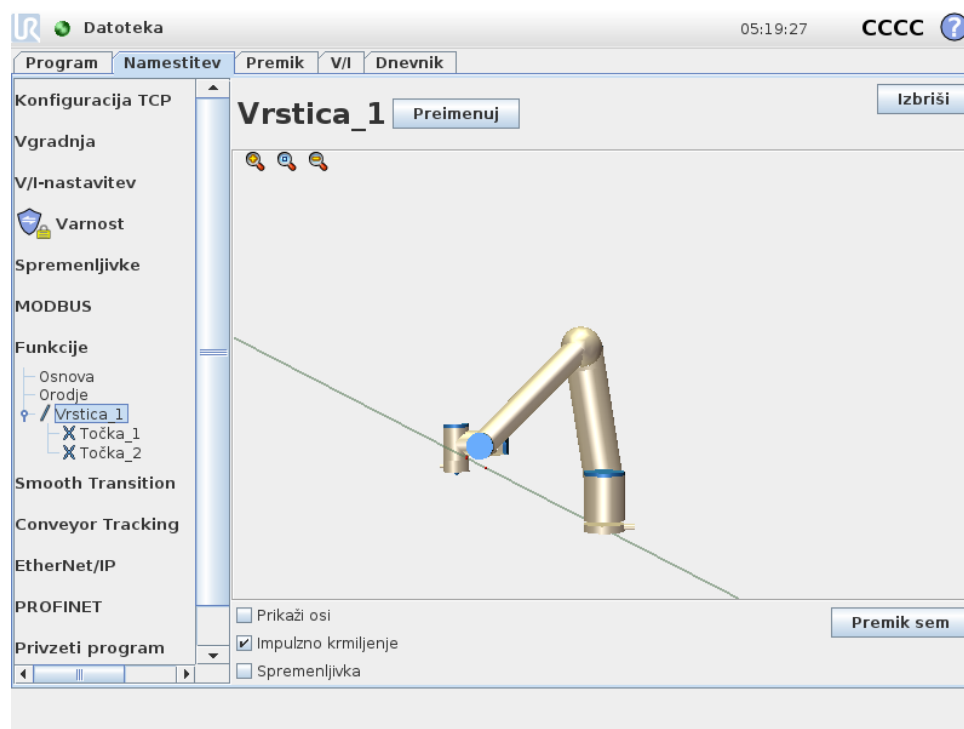 UR Datoteka 05:19:27 CCCC ?
Program Namestitev Premik V/I Dnevnik
Konfiguracija TCP
Vgradnja
V/I-nastavitev
Varnost
Spremenljivke
MODBUS
Funkcije
Osnova
Orodje
Vrstica_1
Točka_1
Točka_2
Smooth Transition
Conveyor Tracking
EtherNet/IP
PROFINET
Privzeti program
Vrstica_1 Preimenuj Izbriši
Prikaži osi
Impulzno krmiljenje
Spremenljivka
Premik sem